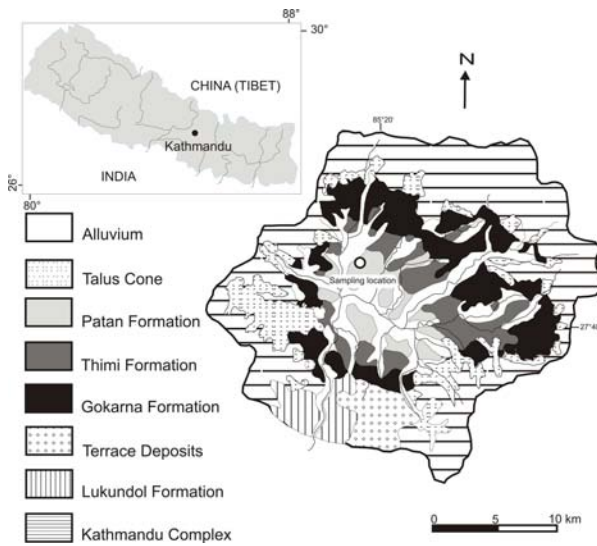 88°
30°
CHINA (TIBET)
N
Kathmandu
85°20'
INDIA
26°
80°
Alluvium
Talus Cone
Sampling location
Patan Formation
27°40'
Thimi Formation
Gokarna Formation
Terrace Deposits
Lukundol Formation
Kathmandu Complex
0 5 10 km